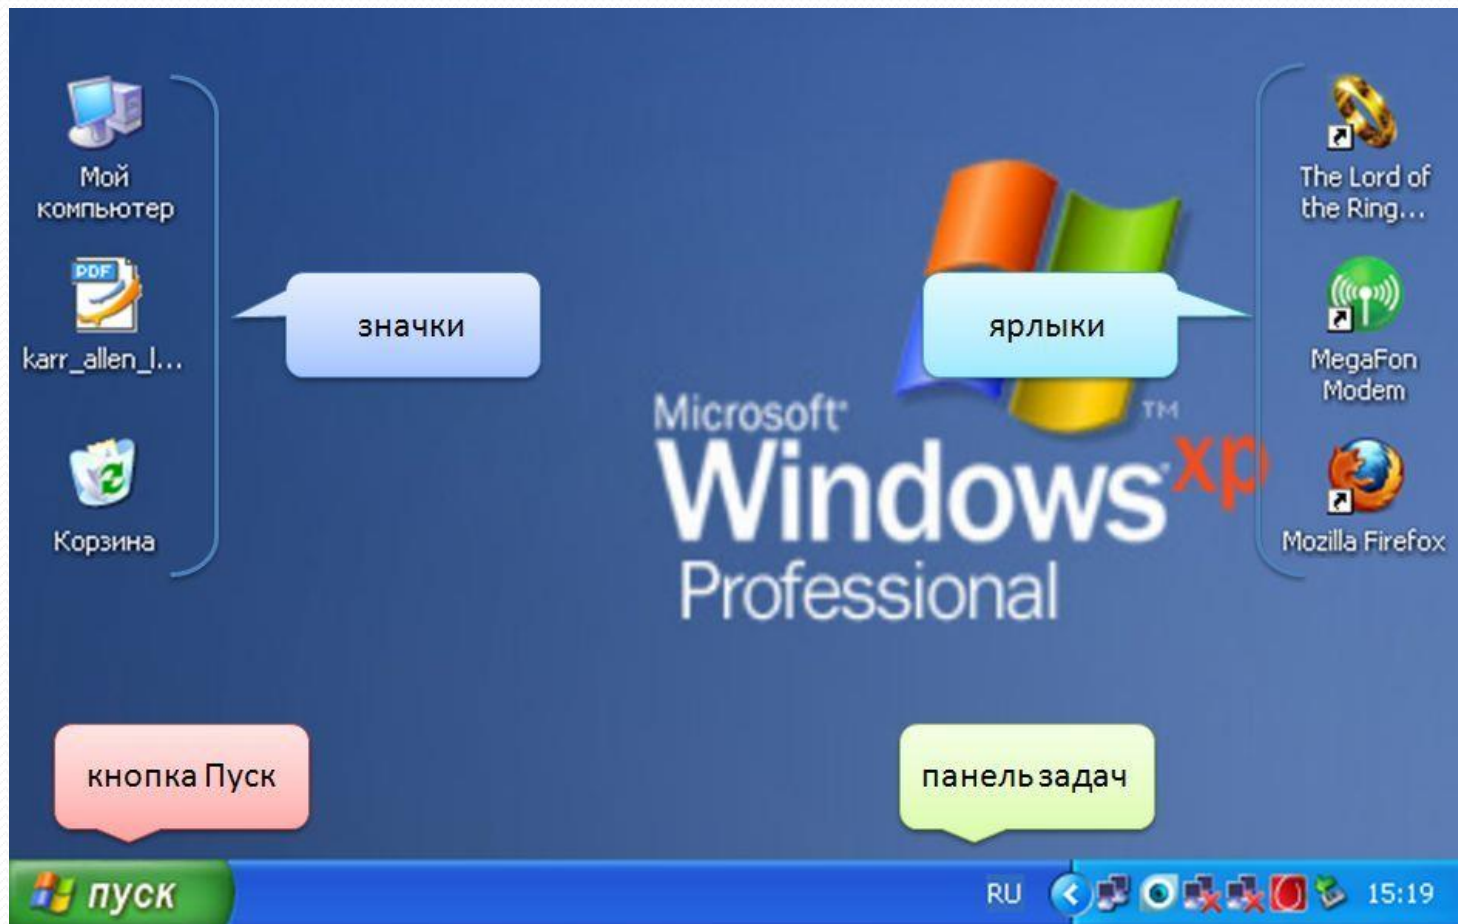 Мой
компьютер
PDF
karr_allen_l...
Корзина
значки
ярлыки
The Lord of
the Ring...
MegaFon
Modem
Mozilla Firefox
Microsoft®
Windows xp
TM
Professional
кнопка Пуск
панель задач
пуск
RU
15:19